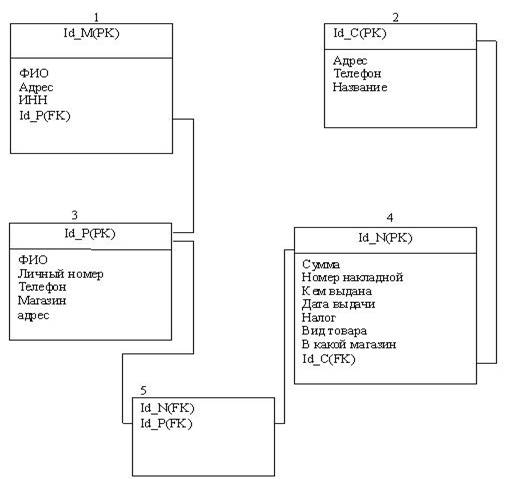 1
Id_M(PK)
ФИО
Адрес
ИНН
Id_P(FK)
2
Id_C(PK)
Адрес
Телефон
Название
3
Id_P(PK)
ФИО
Личный номер
Телефон
Магазин
адрес
4
Id_N(PK)
Сумма
Номер накладной
Кем выдана
Дата выдачи
Налог
Вид товара
В какой магазин
Id_C(FK)
5
Id_N(FK)
Id_P(FK)